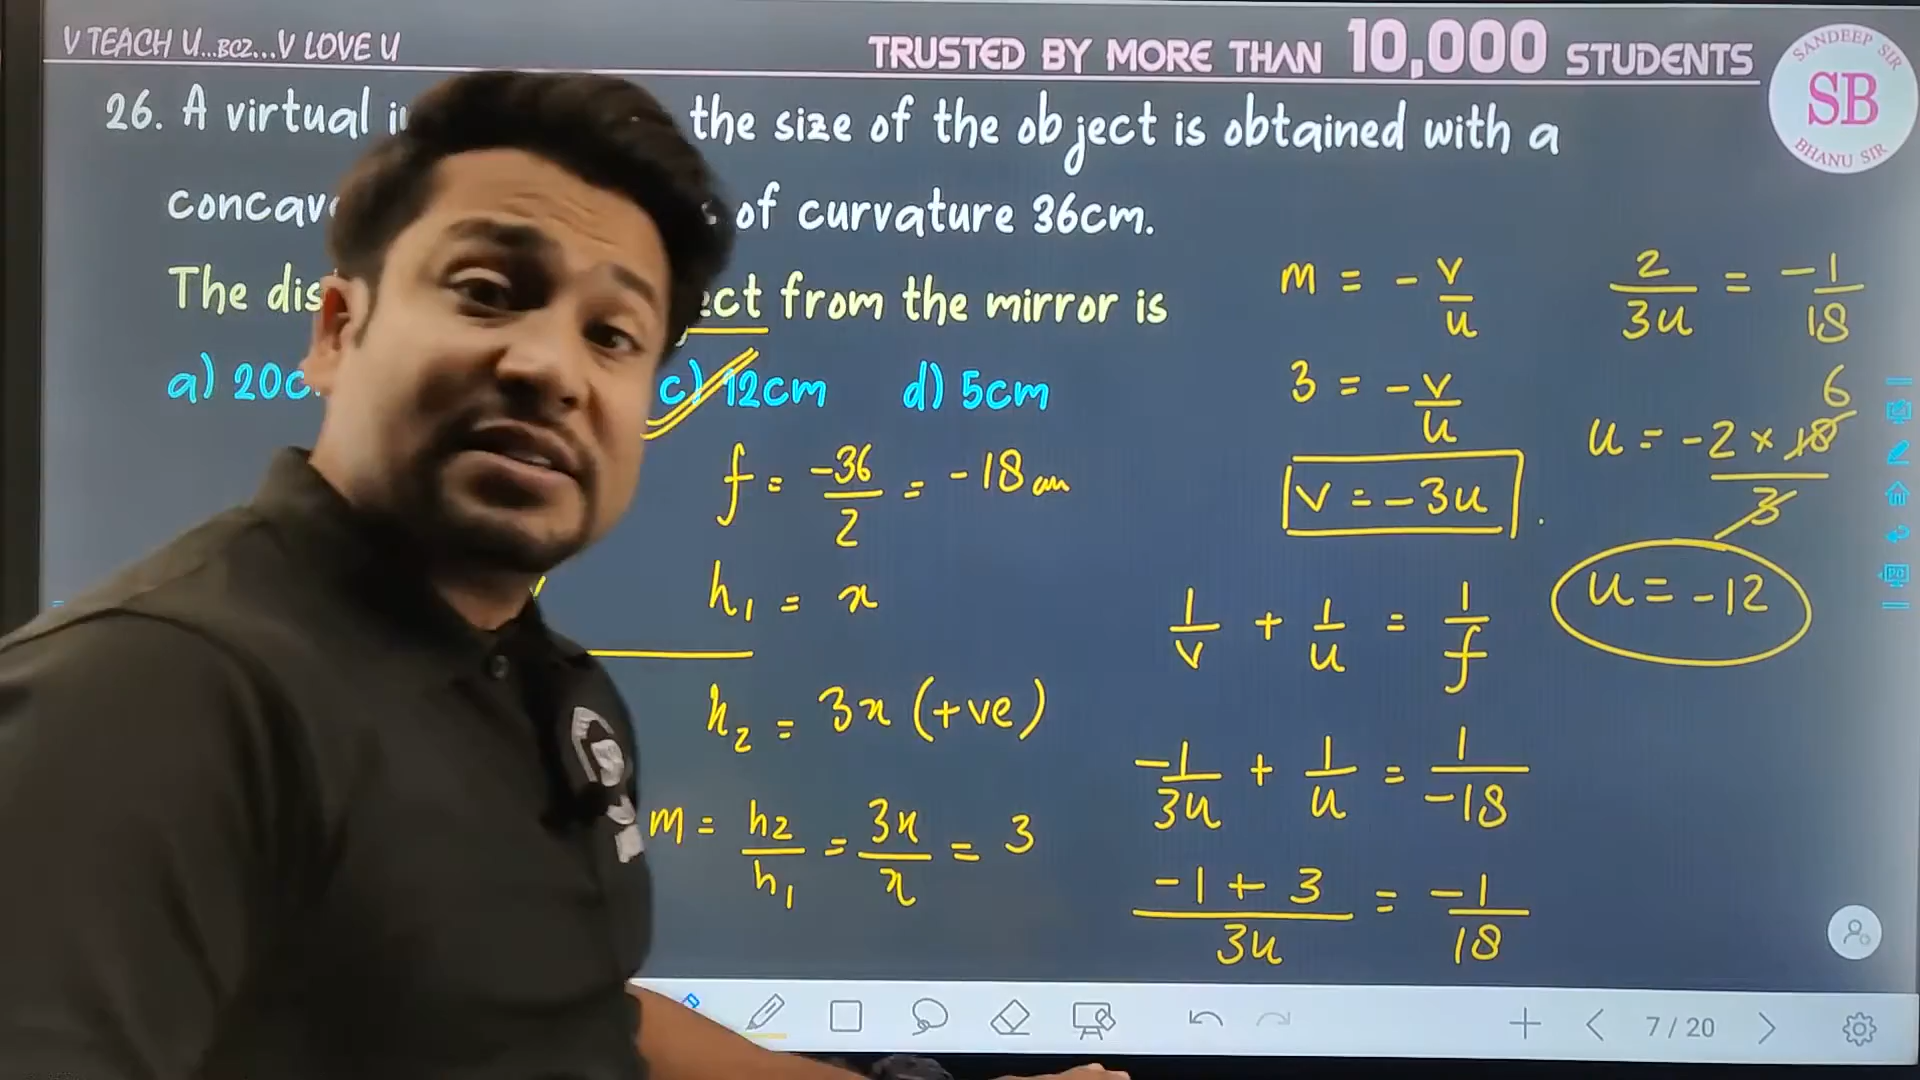 V TEACH U...BCZ...V LOVE U
TRUSTED BY MORE THAN 10,000 STUDENTS
SANDEEP SIR
SB
BHANU SIR
26. A virtual the size of the object is obtained with a
concav of curvature 36cm.
The dis ect from the mirror is
a) 20c c) 12cm d) 5cm
f = -36/2 = -18 cm
h₁ = x
h₂ = 3x (+ve)
m = h₂/h₁ = 3x/x = 3
m = - v/u
3 = - v/u
v = -3u
1/v + 1/u = 1/f
-1/3u + 1/u = 1/-18
-1 + 3/3u = -1/18
2/3u = -1/18
6
u = -2 × 18/3
u = -12
7 / 20